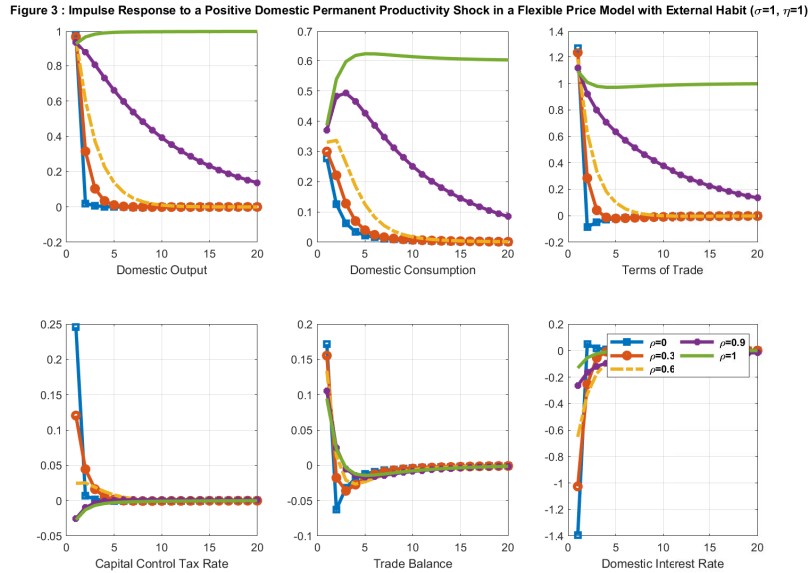 Figure 3 : Impulse Response to a Positive Domestic Permanent Productivity Shock in a Flexible Price Model with External Habit (σ=1, η=1)
1
0.8
0.6
0.4
0.2
0
-0.2
0 5 10 15 20
Domestic Output
0.7
0.6
0.5
0.4
0.3
0.2
0.1
0
0 5 10 15 20
Domestic Consumption
1.4
1.2
1
0.8
0.6
0.4
0.2
0
-0.2
0 5 10 15 20
Terms of Trade
0.25
0.2
0.15
0.1
0.05
0
-0.05
0 5 10 15 20
Capital Control Tax Rate
0.2
0.15
0.1
0.05
0
-0.05
-0.1
0 5 10 15 20
Trade Balance
0.2
0
-0.2
-0.4
-0.6
-0.8
-1
-1.2
-1.4
0 5 10 15 20
Domestic Interest Rate
ρ=0 ρ=0.9
ρ=0.3 ρ=1
ρ=0.6